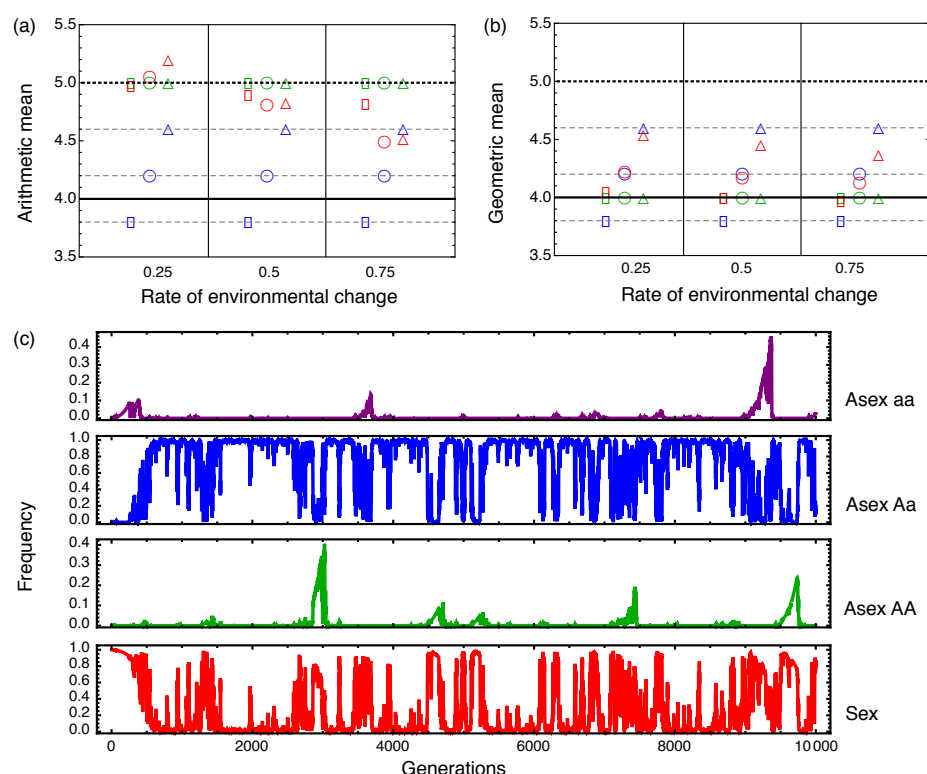 (a)
5.5
5.0
4.5
4.0
3.5
Arithmetic mean
0.25 0.5 0.75
Rate of environmental change
(b)
5.5
5.0
4.5
4.0
3.5
Geometric mean
0.25 0.5 0.75
Rate of environmental change
(c)
Frequency
0.4
0.3
0.2
0.1
0.0
Asex aa
1.0
0.8
0.6
0.4
0.2
0.0
Asex Aa
0.4
0.3
0.2
0.1
0.0
Asex AA
1.0
0.8
0.6
0.4
0.2
0.0
Sex
0 2000 4000 6000 8000 10000
Generations